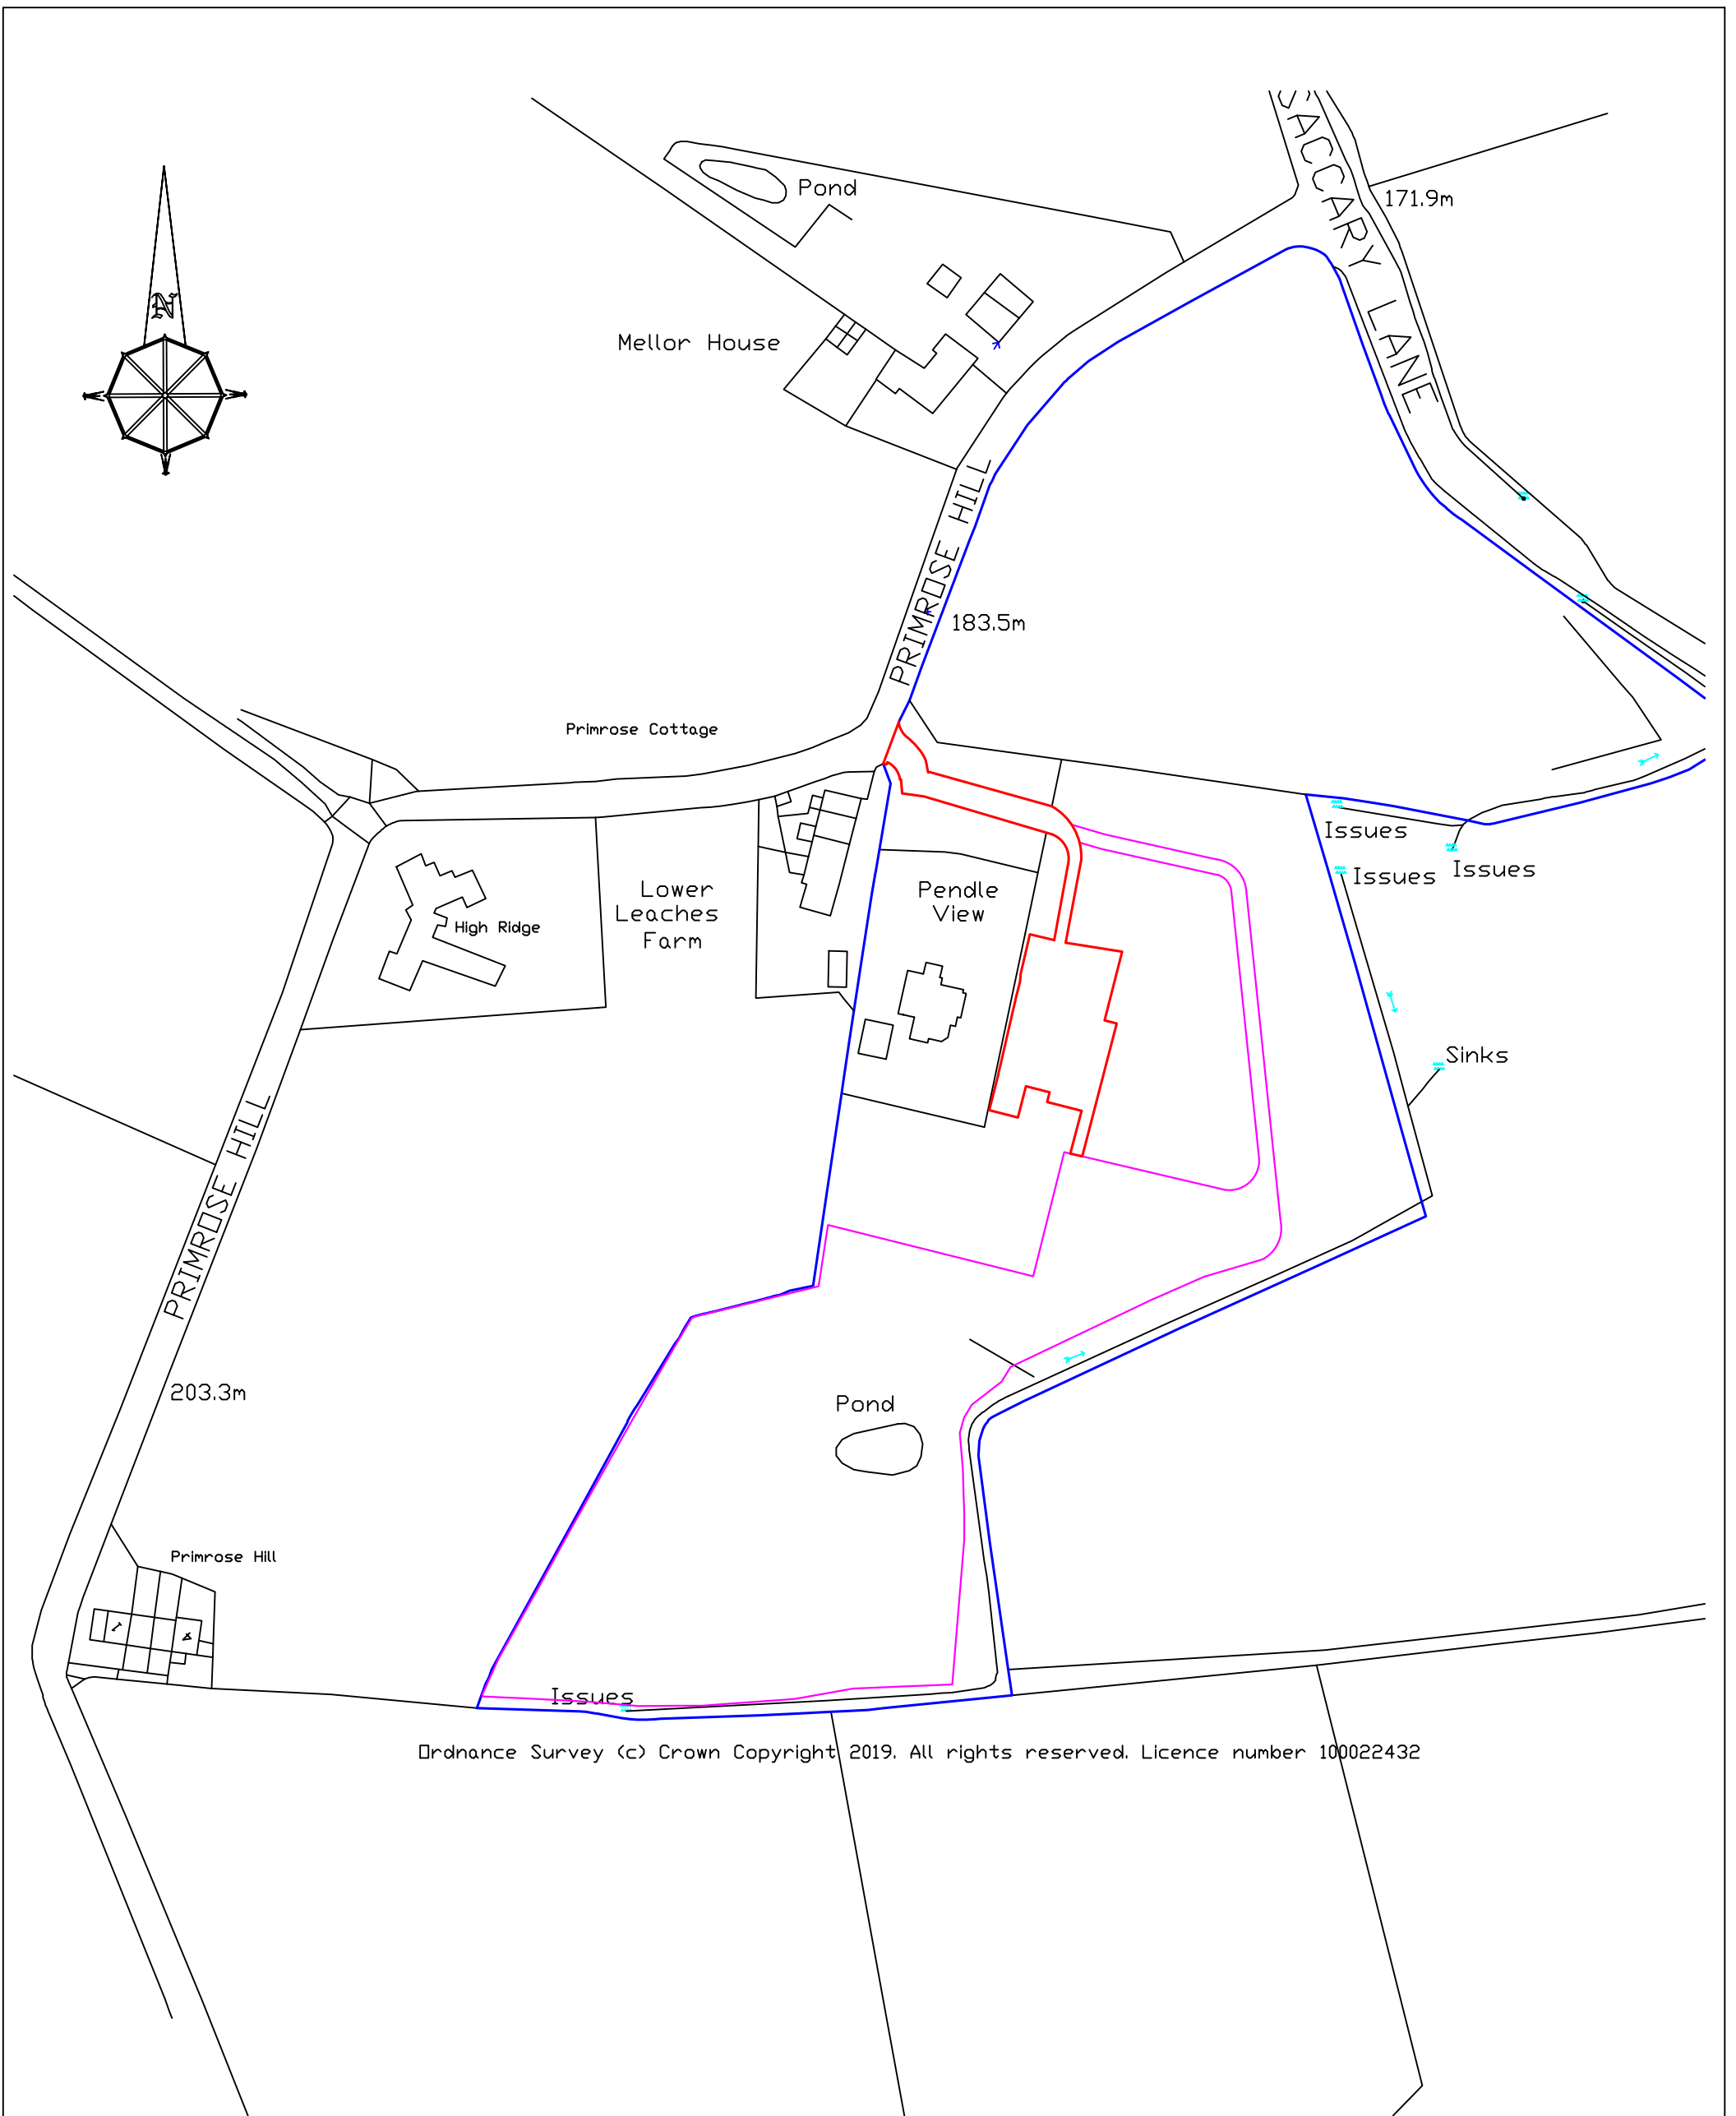 SACCARY LANE
171.9m
Pond
N
Mellor House
PRIMROSE HILL
183.5m
Primrose Cottage
Issues
Issues
Issues
Lower
Leaches
Farm
Pendle
View
High Ridge
Sinks
PRIMROSE HILL
203.3m
Pond
Primrose Hill
1
4
Issues
Ordnance Survey (c) Crown Copyright 2019. All rights reserved. Licence number 100022432